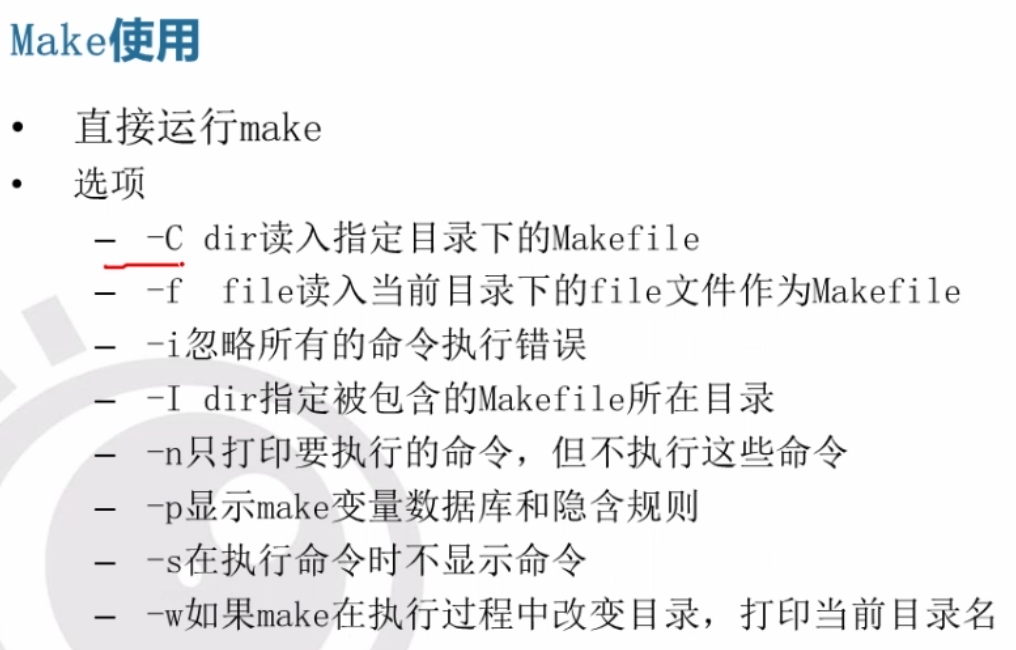 Make使用
• 直接运行make
• 选项
– -C dir读入指定目录下的Makefile
– -f file读入当前目录下的file文件作为Makefile
– -i忽略所有的命令执行错误
– -I dir指定被包含的Makefile所在目录
– -n只打印要执行的命令，但不执行这些命令
– -p显示make变量数据库和隐含规则
– -s在执行命令时不显示命令
– -w如果make在执行过程中改变目录，打印当前目录名